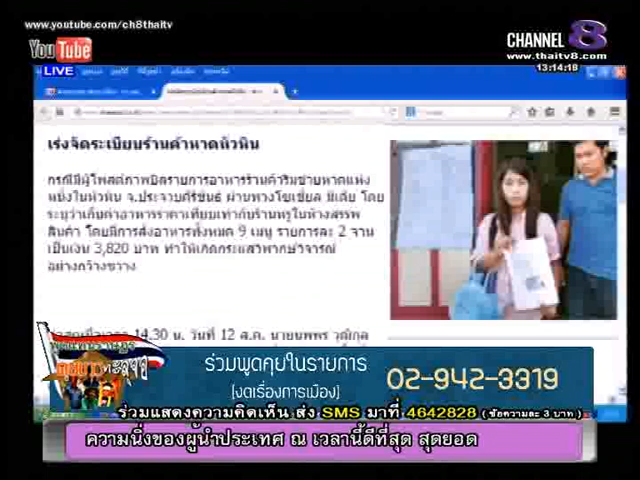 www.youtube.com/ch8thaitv
YouTube
CHANNEL 8
www.thaitv8.com
LIVE
13:14:18
เร่งจัดระเบียบร้านค้าหาดหัวหิน
กรณีมีผู้โพสต์ภาพบิลรายการอาหารร้านค้าริมชายหาดแห่ง
หนึ่งในหัวหิน จ.ประจวบคีรีขันธ์ ผ่านทางโซเชี่ยล มีเดีย โดย
ระบุว่าเก็บค่าอาหารราคาเทียบเท่ากับร้านหรูในห้างสรรพ
สินค้า โดยมีการสั่งอาหารทั้งหมด 9 เมนู รายการละ 2 จาน
เป็นเงิน 3,820 บาท ทำให้เกิดกระแสวิพากษ์วิจารณ์
อย่างกว้างขวาง
14.30 น. วันที่ 12 ส.ค. นายนพพร วุฒิกุล
ร่วมพูดคุยในรายการ
(งดเรื่องการเมือง)
02-942-3319
ร่วมแสดงความคิดเห็น ส่ง SMS มาที่ 4642828 ( ข้อความละ 3 บาท )
ความนิ่งของผู้นำประเทศ ณ เวลานี้ดีที่สุด สุดยอด